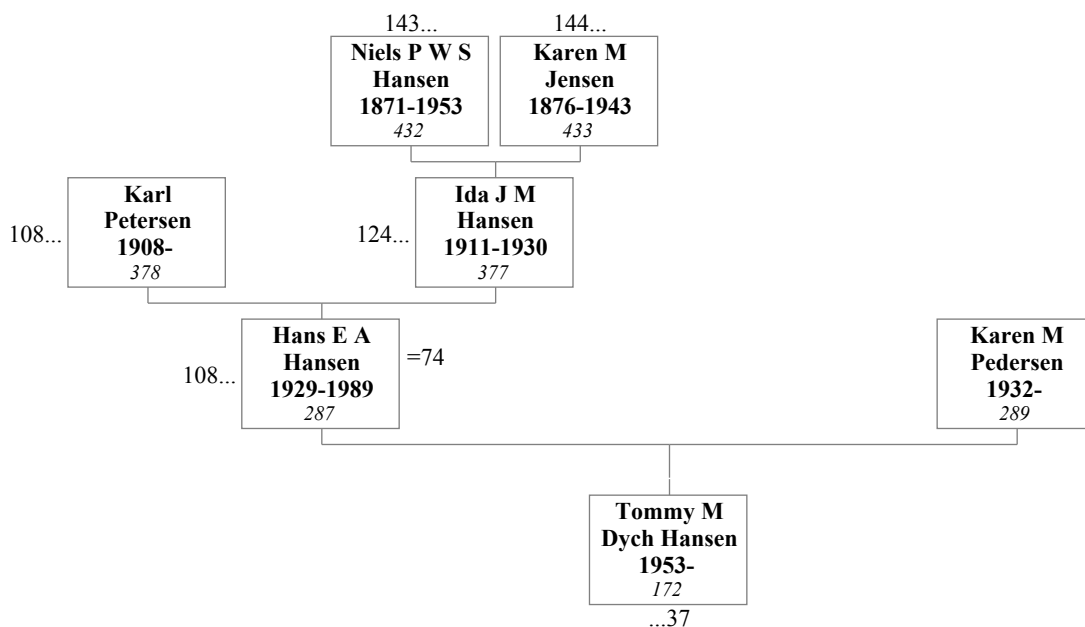 143...
144...
Niels P W S
Hansen
1871-1953
432
Karen M
Jensen
1876-1943
433
108...
Karl
Petersen
1908-
378
124...
Ida J M
Hansen
1911-1930
377
108...
Hans E A
Hansen
1929-1989
287
=74
Karen M
Pedersen
1932-
289
Tommy M
Dych Hansen
1953-
172
...37